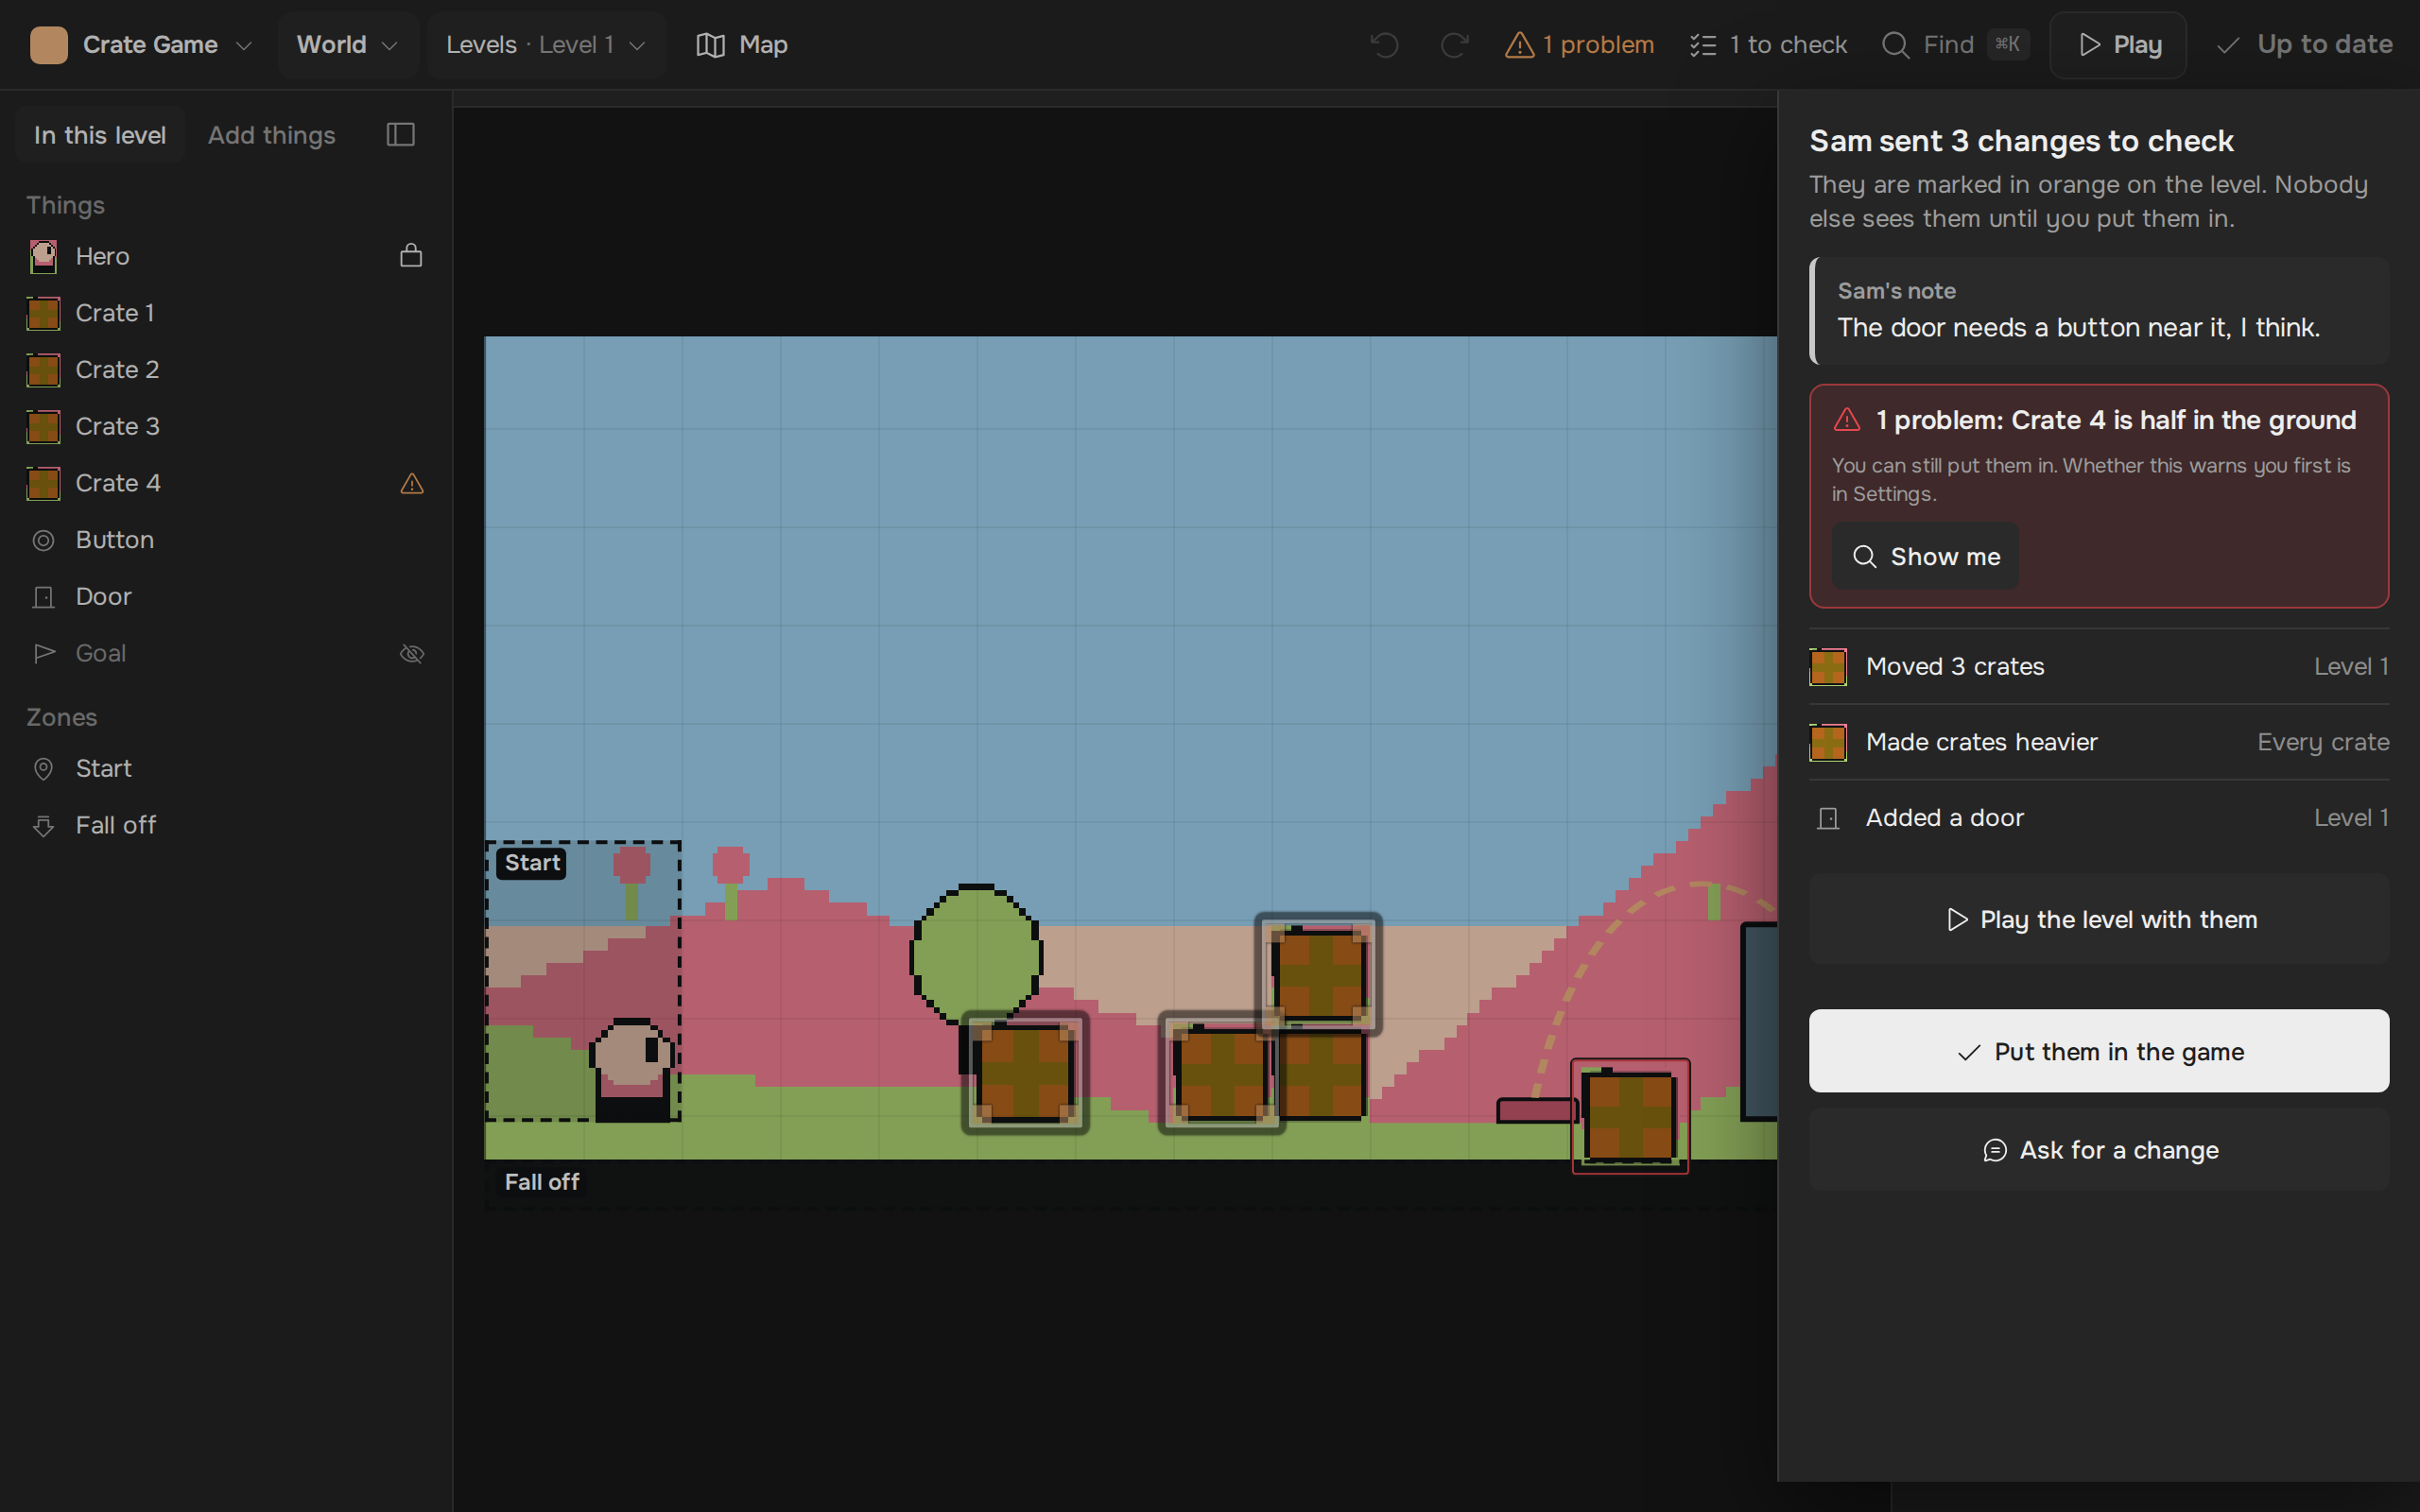 Crate Game
World
Levels · Level 1
Map
1 problem
1 to check
Find ⌘K
Play
Up to date
In this level
Add things
Things
Hero
Crate 1
Crate 2
Crate 3
Crate 4
Button
Door
Goal
Zones
Start
Fall off
Start
Fall off
Sam sent 3 changes to check
They are marked in orange on the level. Nobody
else sees them until you put them in.
Sam's note
The door needs a button near it, I think.
1 problem: Crate 4 is half in the ground
You can still put them in. Whether this warns you first is
in Settings.
Show me
Moved 3 crates Level 1
Made crates heavier Every crate
Added a door Level 1
Play the level with them
Put them in the game
Ask for a change